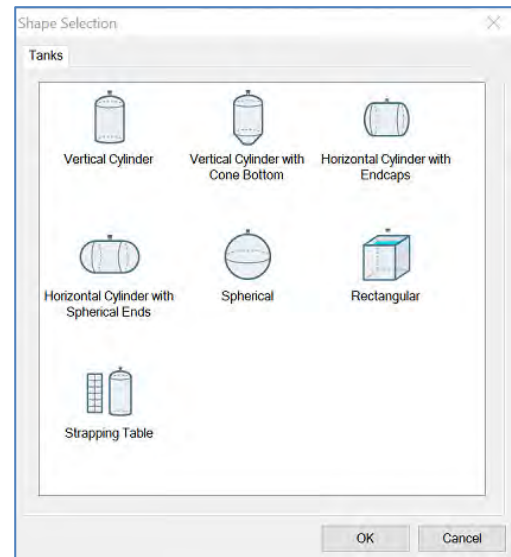 Shape Selection
Tanks
Vertical Cylinder
Vertical Cylinder with
Cone Bottom
Horizontal Cylinder with
Endcaps
Horizontal Cylinder with
Spherical Ends
Spherical
Rectangular
Strapping Table
OK
Cancel